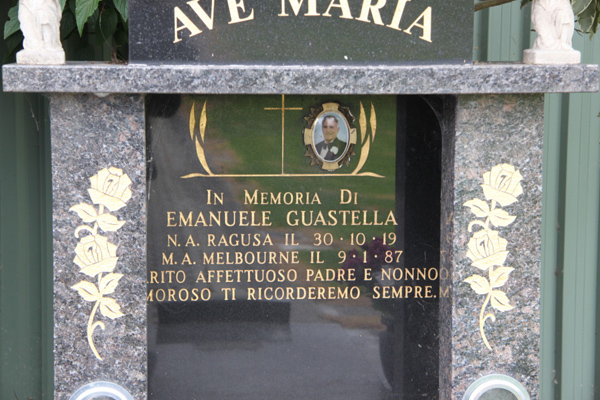 AVE MARIA
IN MEMORIA DI
EMANUELE GUASTELLA
N.A. RAGUSA IL 30·10·19
M.A. MELBOURNE IL 9·1·87
RITO AFFETTUOSO PADRE E NONNO
MOROSO TI RICORDEREMO SEMPRE.